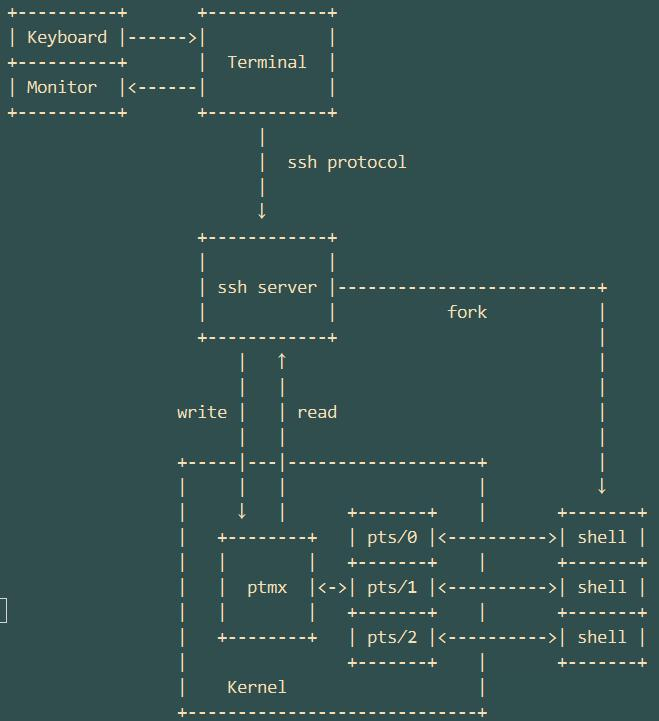 Keyboard
Terminal
Monitor
ssh protocol
ssh server
fork
write read
pts/0 shell
ptmx pts/1 shell
pts/2 shell
Kernel